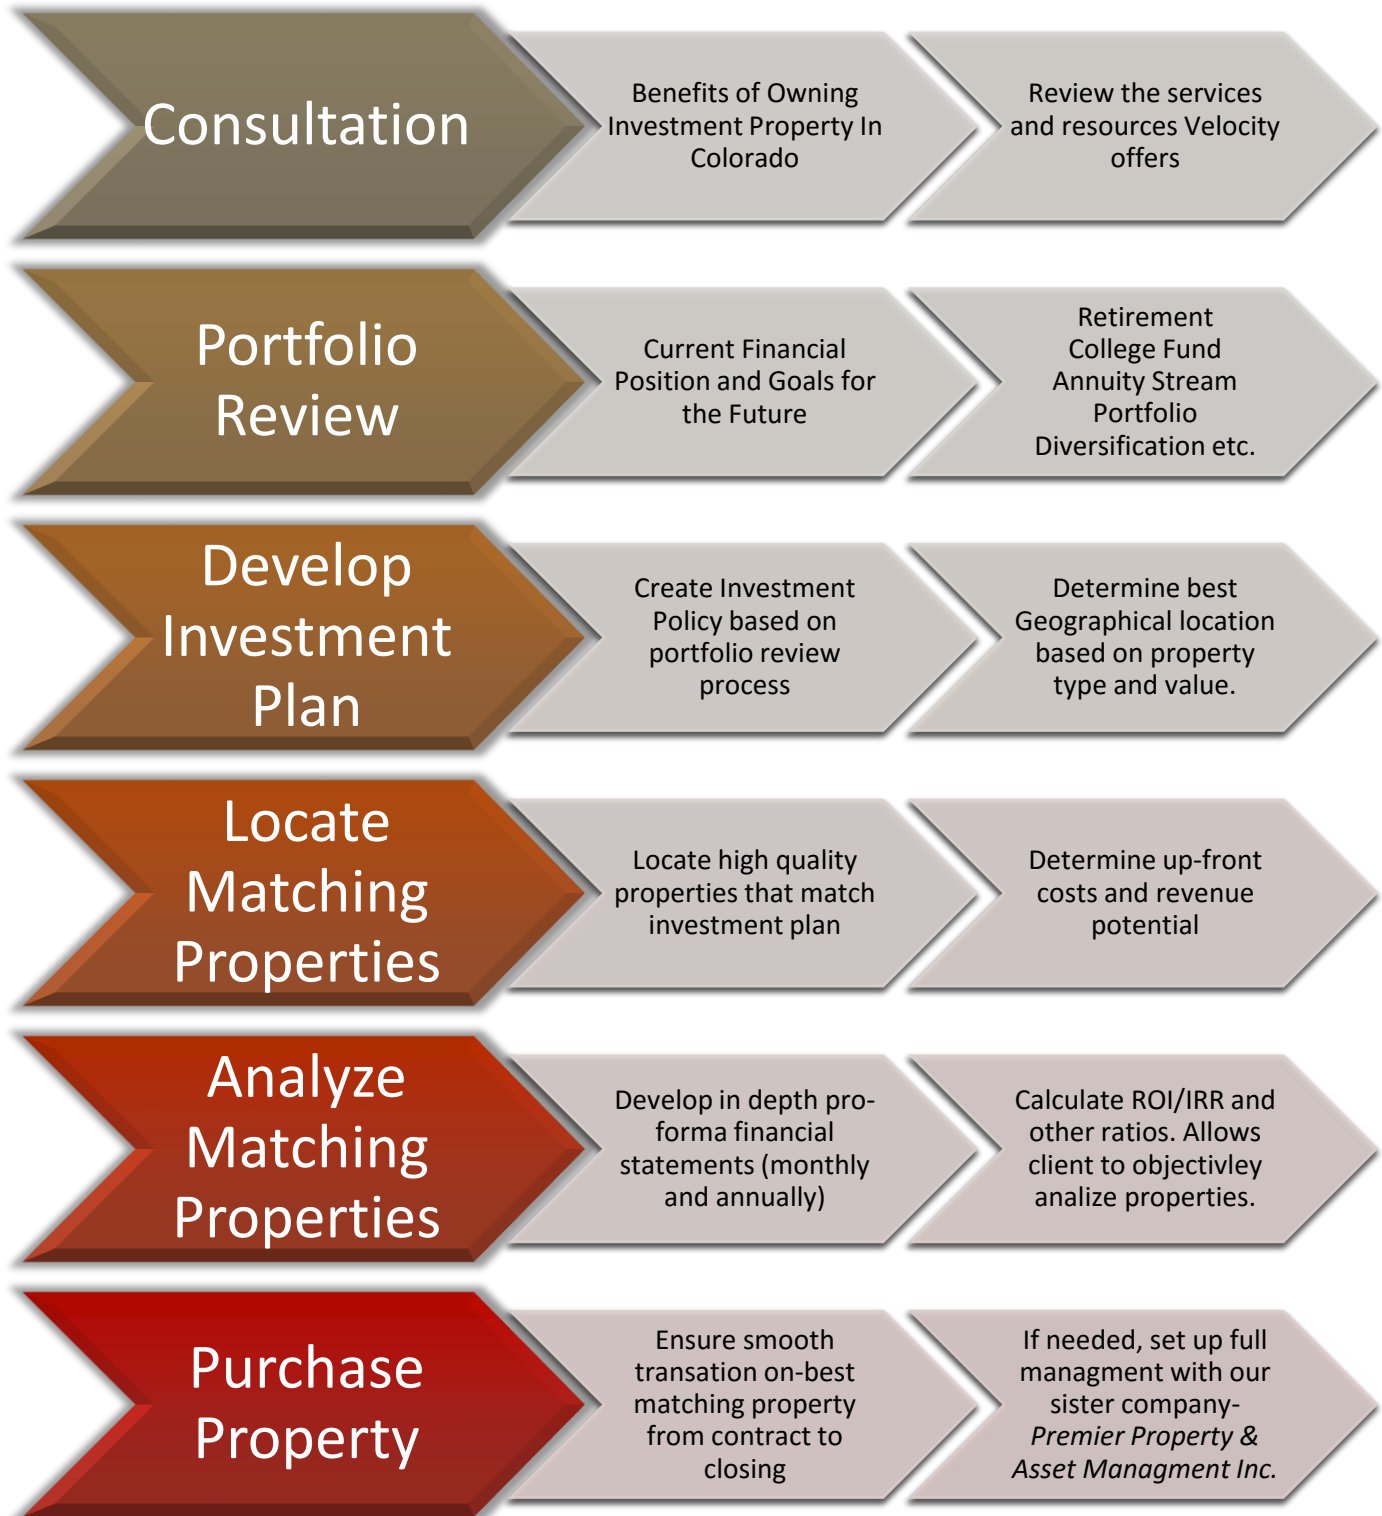 Consultation
Benefits of Owning
Investment Property In
Colorado
Review the services
and resources Velocity
offers
Portfolio
Review
Current Financial
Position and Goals for
the Future
Retirement
College Fund
Annuity Stream
Portfolio
Diversification etc.
Develop
Investment
Plan
Create Investment
Policy based on
portfolio review
process
Determine best
Geographical location
based on property
type and value.
Locate
Matching
Properties
Locate high quality
properties that match
investment plan
Determine up-front
costs and revenue
potential
Analyze
Matching
Properties
Develop in depth pro-
forma financial
statements (monthly
and annually)
Calculate ROI/IRR and
other ratios. Allows
client to objectivley
analize properties.
Purchase
Property
Ensure smooth
transation on-best
matching property
from contract to
closing
If needed, set up full
managment with our
sister company-
Premier Property &
Asset Managment Inc.